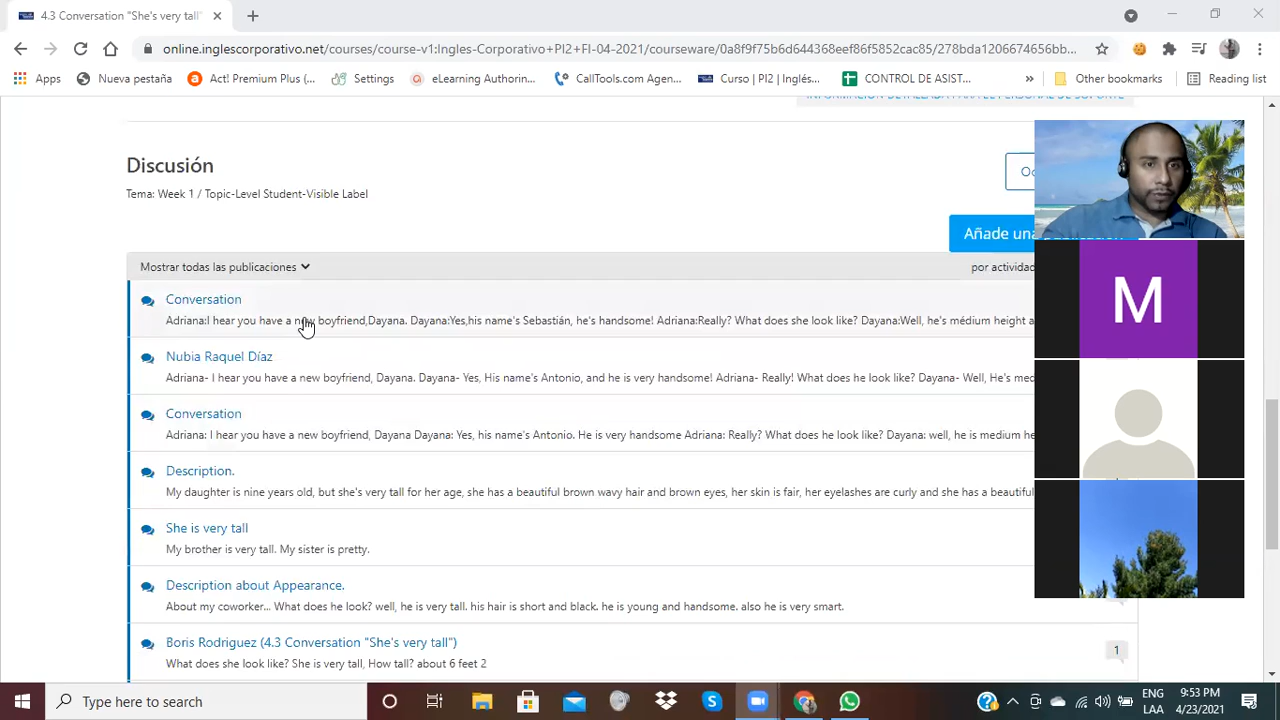 4.3 Conversation "She's very tall"
online.inglescorporativo.net/courses/course-v1:Ingles-Corporativo+PI2+FI-04-2021/courseware/0a8f9f75b6d644368eef86f5852cac85/278bda1206674656bb...
Apps Nueva pestaña Act! Premium Plus (... Settings eLearning Authorin... CallTools.com Agen... Curso | PI2 | Inglés... CONTROL DE ASIST... » Other bookmarks Reading list
INFORMACIÓN DETALLADA PARA EL PERSONAL DE SOPORTE
Discusión
Tema: Week 1 / Topic-Level Student-Visible Label
Añade una
Mostrar todas las publicaciones por actividad
Conversation
Adriana:I hear you have a new boyfriend,Dayana. Dayana:Yes,his name's Sebastián, he's handsome! Adriana:Really? What does she look like? Dayana:Well, he's médium height a
Nubia Raquel Díaz
Adriana- I hear you have a new boyfriend, Dayana. Dayana- Yes, His name's Antonio, and he is very handsome! Adriana- Really! What does he look like? Dayana- Well, He's med
Conversation
Adriana: I hear you have a new boyfriend, Dayana Dayana: Yes, his name's Antonio. He is very handsome Adriana: Really? What does he look like? Dayana: well, he is medium he
Description.
My daughter is nine years old, but she's very tall for her age, she has a beautiful brown wavy hair and brown eyes, her skin is fair, her eyelashes are curly and she has a beautiful
She is very tall
My brother is very tall. My sister is pretty.
Description about Appearance.
About my coworker... What does he look? well, he is very tall. his hair is short and black. he is young and handsome. also he is very smart.
Boris Rodriguez (4.3 Conversation "She's very tall")
1
What does she look like? She is very tall, How tall? about 6 feet 2
M
Type here to search
ENG
LAA
9:53 PM
4/23/2021